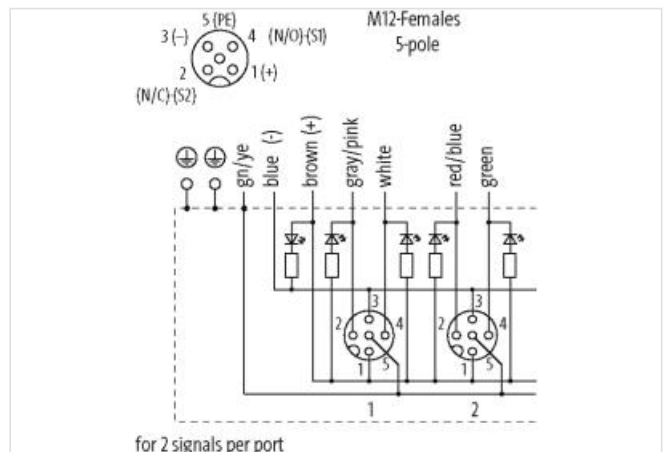 5 (PE)
3 (–)
4 (N/O)-(S1)
2
1 (+)
(N/C)-(S2)
M12-Females
5-pole
gn/ye
blue (-)
brown (+)
gray/pink
white
red/blue
green
3
2
4
1
5
3
2
4
1
5
1
2
for 2 signals per port